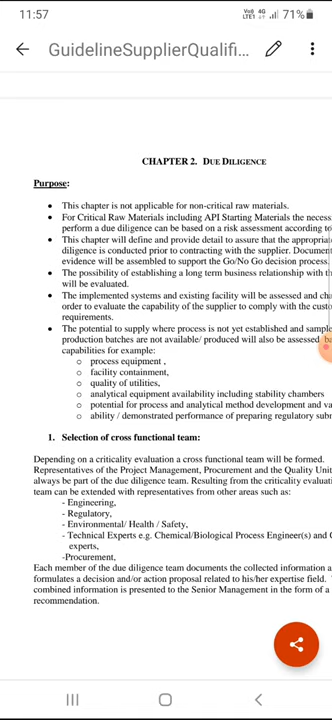 11:57
Vo) 4G
LTE1
71%
GuidelineSupplierQualifi...
CHAPTER 2. DUE DILIGENCE
Purpose:
• This chapter is not applicable for non-critical raw materials.
• For Critical Raw Materials including API Starting Materials the necess
perform a due diligence can be based on a risk assessment according to
• This chapter will define and provide detail to assure that the appropriat
diligence is conducted prior to contracting with the supplier. Document
evidence will be assembled to support the Go/No Go decision process.
• The possibility of establishing a long term business relationship with th
will be evaluated.
• The implemented systems and existing facility will be assessed and cha
order to evaluate the capability of the supplier to comply with the custo
requirements.
• The potential to supply where process is not yet established and sample
production batches are not available/ produced will also be assessed, ba
capabilities for example:
o process equipment ,
o facility containment,
o quality of utilities,
o analytical equipment availability including stability chambers
o potential for process and analytical method development and va
o ability / demonstrated performance of preparing regulatory subm
1. Selection of cross functional team:
Depending on a criticality evaluation a cross functional team will be formed.
Representatives of the Project Management, Procurement and the Quality Unit
always be part of the due diligence team. Resulting from the criticality evaluati
team can be extended with representatives from other areas such as:
- Engineering,
- Regulatory,
- Environmental/ Health / Safety,
- Technical Experts e.g. Chemical/Biological Process Engineer(s) and
experts,
-Procurement,
Each member of the due diligence team documents the collected information a
formulates a decision and/or action proposal related to his/her expertise field.
combined information is presented to the Senior Management in the form of a
recommendation.